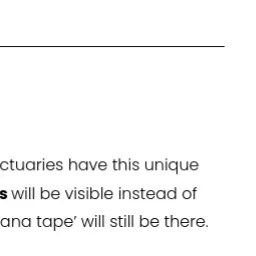 ctuaries have this unique
s will be visible instead of
ana tape’ will still be there.